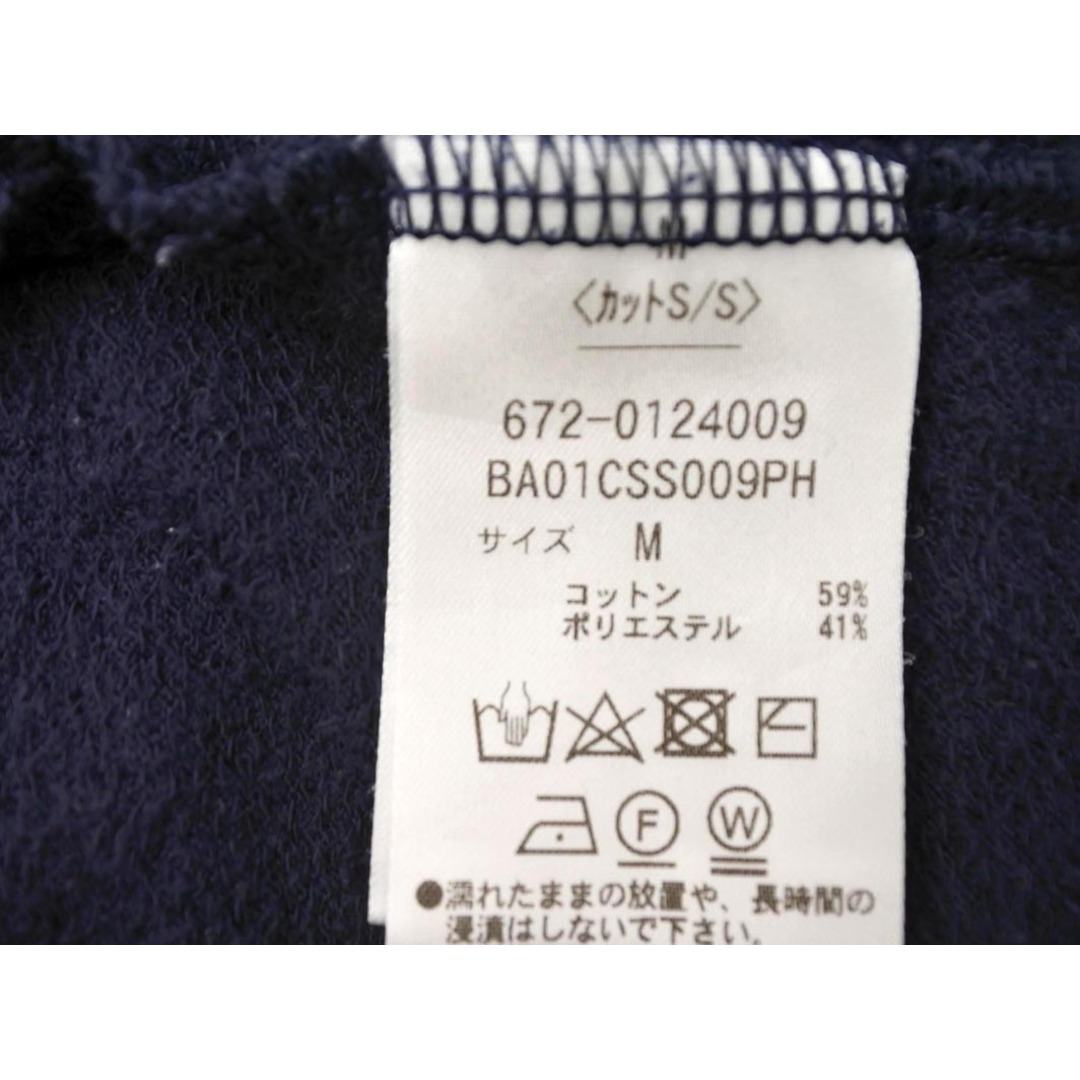 M
〈カットS/S〉
672-0124009
BA01CSS009PH
サイズ M
コットン 59%
ポリエステル 41%
F W
●濡れたままの放置や、長時間の
浸漬はしないで下さい。